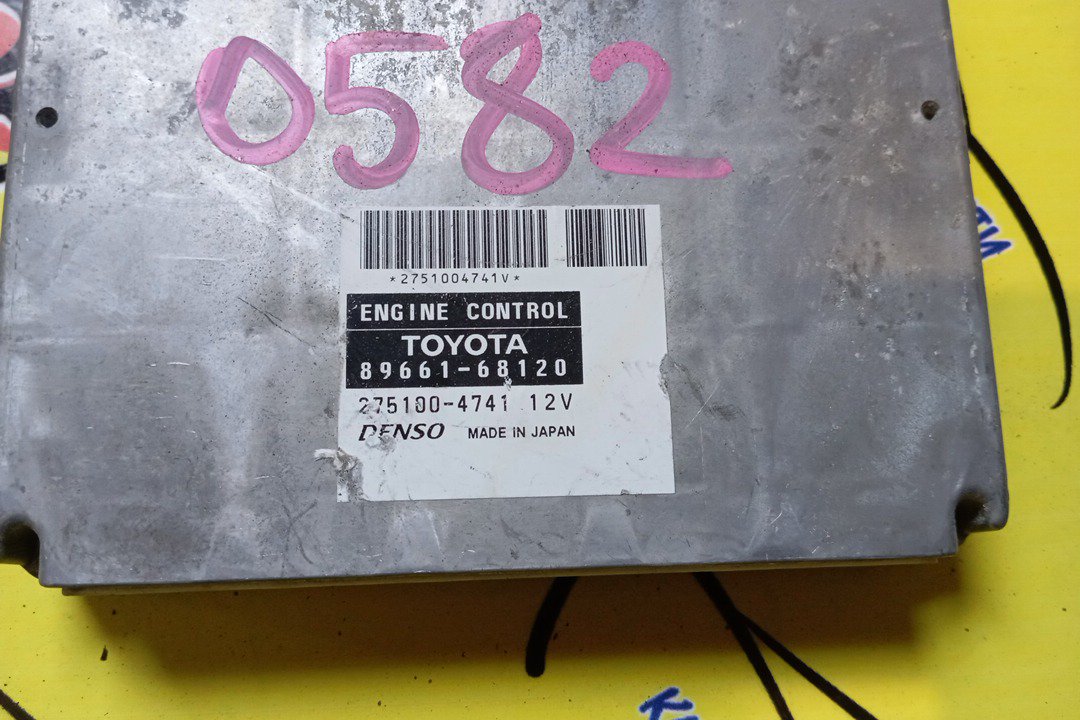 0582
*2751004741V*
ENGINE CONTROL
TOYOTA
89661-68120
275100-4741 12V
DENSO MADE IN JAPAN